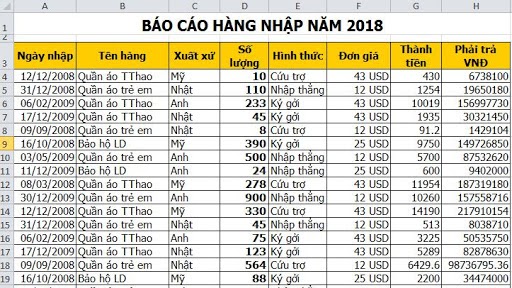 A B C D E F G H
1 BÁO CÁO HÀNG NHẬP NĂM 2018
2
3 Ngày nhập Tên hàng Xuất xứ Số lượng Hình thức Đơn giá Thành tiền Phải trả VNĐ
4 12/12/2008 Quần áo TThao Mỹ 10 Cứu trợ 43 USD 430 6738100
5 31/12/2008 Quần áo trẻ em Nhật 110 Nhập thẳng 12 USD 1254 19650180
6 06/02/2009 Quần áo TThao Anh 233 Ký gởi 43 USD 10019 156997730
7 17/12/2009 Quần áo TThao Nhật 45 Ký gởi 43 USD 1935 30321450
8 09/09/2008 Quần áo trẻ em Nhật 8 Cứu trợ 12 USD 91.2 1429104
9 16/10/2008 Bảo hộ LD Mỹ 390 Ký gởi 25 USD 9750 149726850
10 03/05/2009 Quần áo trẻ em Anh 500 Nhập thẳng 12 USD 5700 87532620
11 11/12/2009 Bảo hộ LD Anh 24 Nhập thẳng 25 USD 600 9402000
12 08/03/2008 Quần áo TThao Mỹ 278 Cứu trợ 43 USD 11954 187319180
13 30/12/2009 Quần áo trẻ em Anh 900 Nhập thẳng 12 USD 10260 157558716
14 12/12/2008 Quần áo TThao Mỹ 330 Cứu trợ 43 USD 14190 217910154
15 31/12/2008 Quần áo trẻ em Nhật 45 Nhập thẳng 12 USD 513 8038710
16 06/02/2009 Quần áo TThao Anh 75 Ký gởi 43 USD 3225 50535750
17 17/12/2009 Quần áo TThao Nhật 123 Ký gởi 43 USD 5289 82878630
18 09/09/2008 Quần áo trẻ em Nhật 564 Cứu trợ 12 USD 6429.6 98736795.36
19 16/10/2008 Bảo hộ LD Mỹ 88 Ký gởi 25 USD 2200 34474000